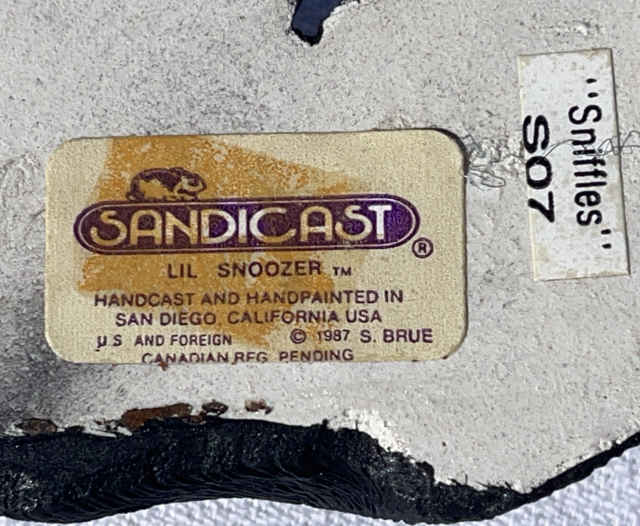 SANDICAST®
LIL SNOOZER ™
HANDCAST AND HANDPAINTED IN
SAN DIEGO, CALIFORNIA USA
µ S AND FOREIGN © 1987 S. BRUE
CANADIAN REG. PENDING
"Sniffles"
S07